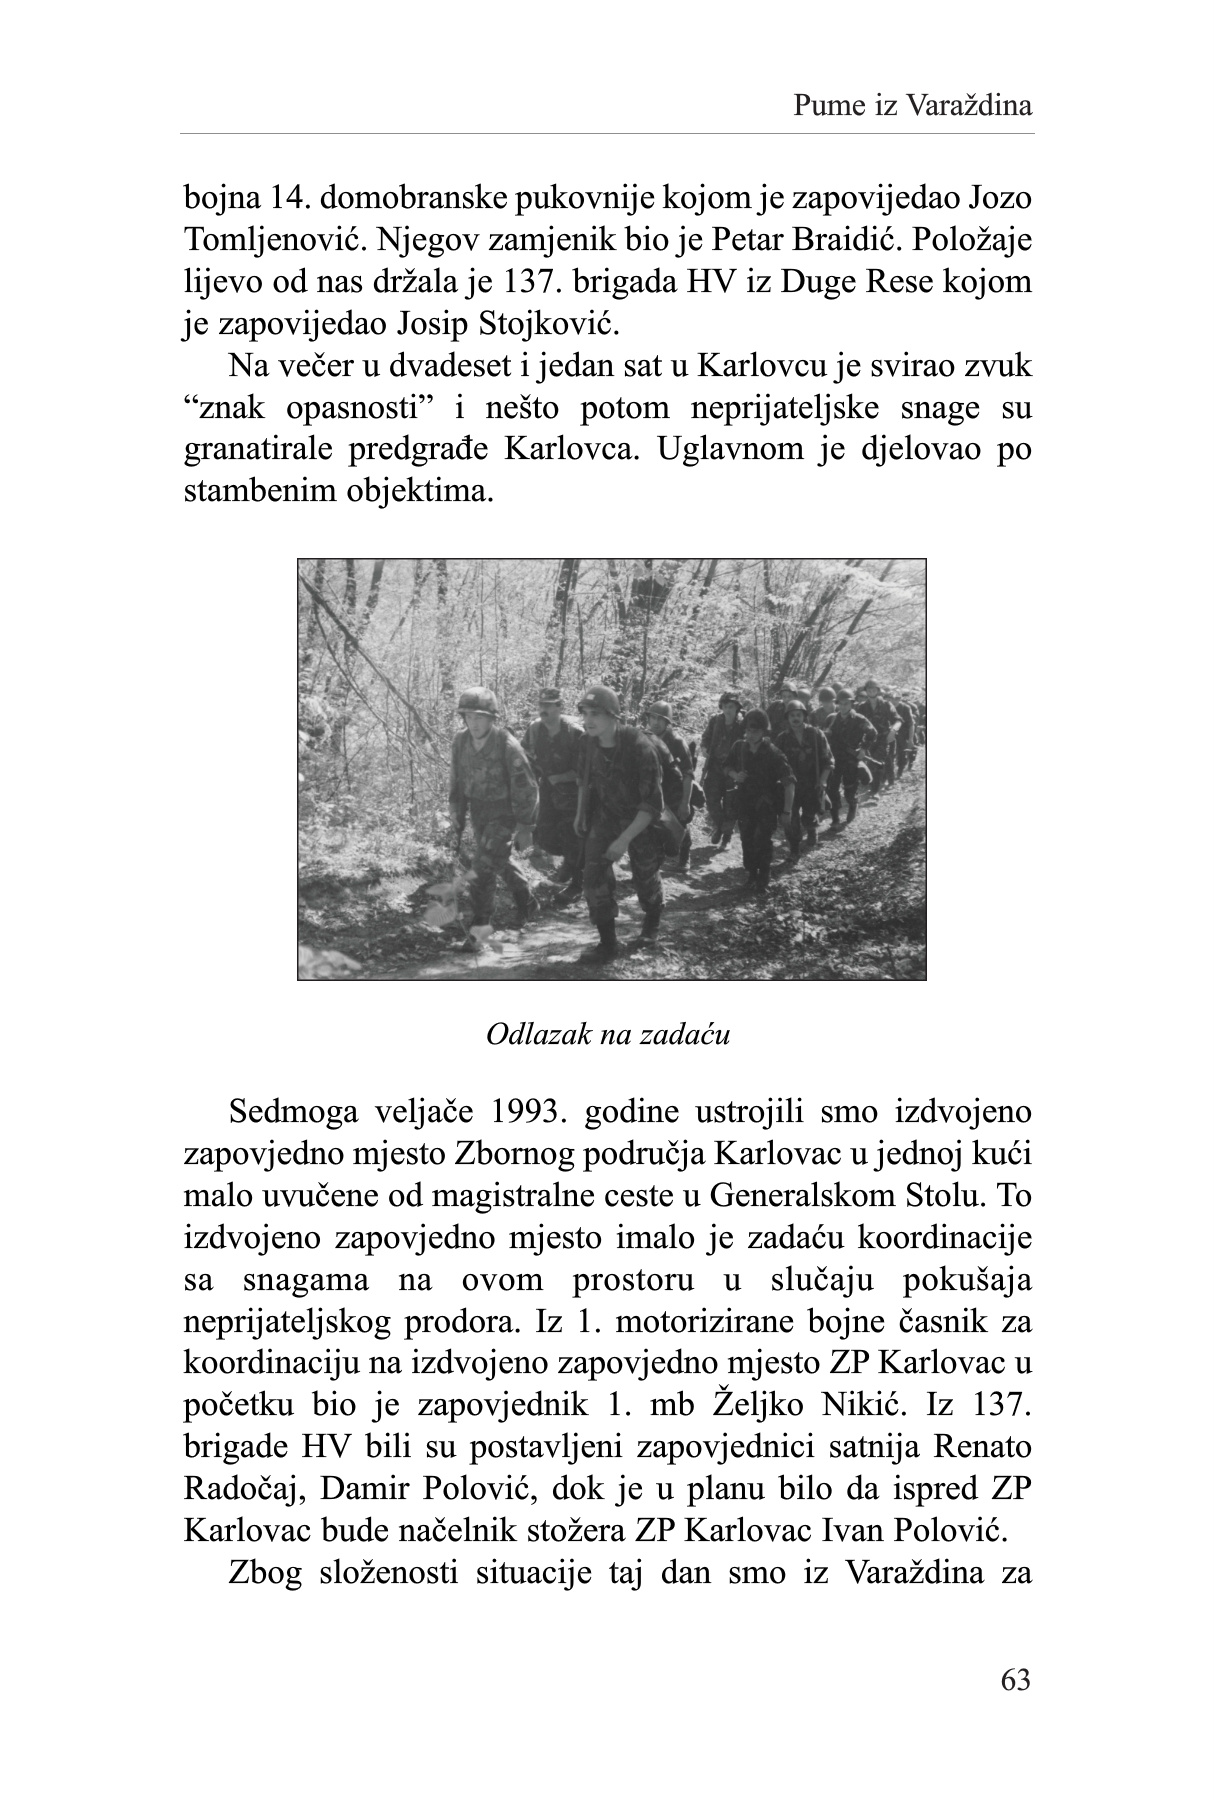 Pume iz Varaždina
bojna 14. domobranske pukovnije kojom je zapovijedao Jozo
Tomljenović. Njegov zamjenik bio je Petar Braidić. Položaje
lijevo od nas držala je 137. brigada HV iz Duge Rese kojom
je zapovijedao Josip Stojković.
Na večer u dvadeset i jedan sat u Karlovcu je svirao zvuk
“znak opasnosti” i nešto potom neprijateljske snage su
granatirale predgrađe Karlovca. Uglavnom je djelovao po
stambenim objektima.
Odlazak na zadaću
Sedmoga veljače 1993. godine ustrojili smo izdvojeno
zapovjedno mjesto Zbornog područja Karlovac u jednoj kući
malo uvučene od magistralne ceste u Generalskom Stolu. To
izdvojeno zapovjedno mjesto imalo je zadaću koordinacije
sa snagama na ovom prostoru u slučaju pokušaja
neprijateljskog prodora. Iz 1. motorizirane bojne časnik za
koordinaciju na izdvojeno zapovjedno mjesto ZP Karlovac u
početku bio je zapovjednik 1. mb Željko Nikić. Iz 137.
brigade HV bili su postavljeni zapovjednici satnija Renato
Radočaj, Damir Polović, dok je u planu bilo da ispred ZP
Karlovac bude načelnik stožera ZP Karlovac Ivan Polović.
Zbog složenosti situacije taj dan smo iz Varaždina za
63